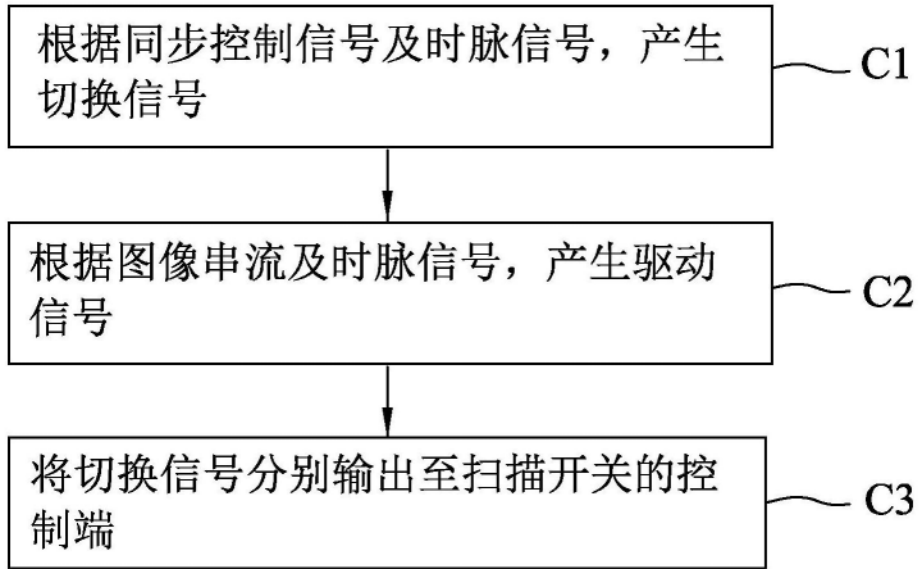 根据同步控制信号及时脉信号，产生
切换信号
C1
根据图像串流及时脉信号，产生驱动
信号
C2
将切换信号分别输出至扫描开关的控
制端
C3